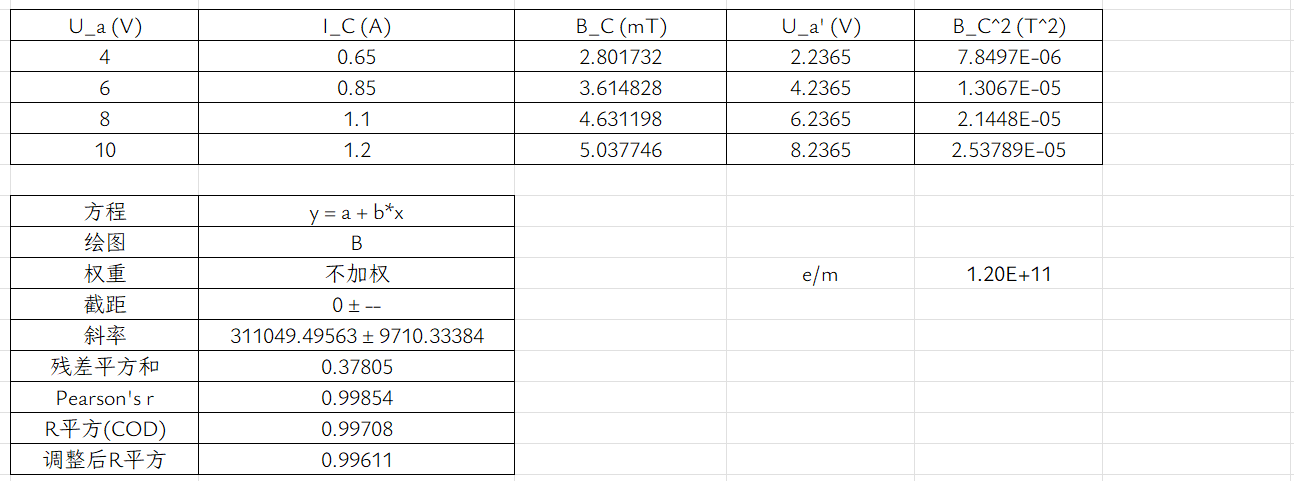 U_a (V) I_C (A) B_C (mT) U_a' (V) B_C^2 (T^2)
4 0.65 2.801732 2.2365 7.8497E-06
6 0.85 3.614828 4.2365 1.3067E-05
8 1.1 4.631198 6.2365 2.1448E-05
10 1.2 5.037746 8.2365 2.53789E-05
方程 y = a + b*x
绘图 B
权重 不加权 e/m 1.20E+11
截距 0 ± --
斜率 311049.49563 ± 9710.33384
残差平方和 0.37805
Pearson's r 0.99854
R平方(COD) 0.99708
调整后R平方 0.99611